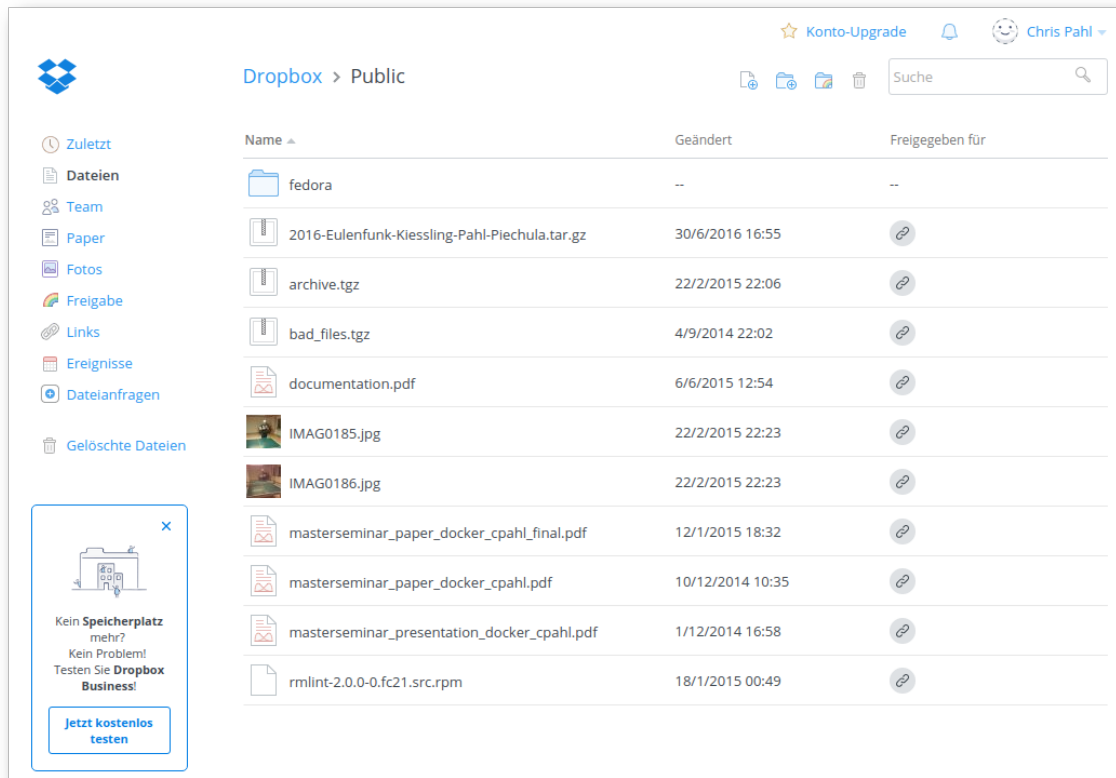 Konto-Upgrade Chris Pahl
Dropbox > Public
Suche
Zuletzt
Dateien
Team
Paper
Fotos
Freigabe
Links
Ereignisse
Dateianfragen
Gelöschte Dateien
Name Geändert Freigegeben für
fedora -- --
2016-Eulenfunk-Kiessling-Pahl-Piechula.tar.gz 30/6/2016 16:55
archive.tgz 22/2/2015 22:06
bad_files.tgz 4/9/2014 22:02
documentation.pdf 6/6/2015 12:54
IMAG0185.jpg 22/2/2015 22:23
IMAG0186.jpg 22/2/2015 22:23
masterseminar_paper_docker_cpahl_final.pdf 12/1/2015 18:32
masterseminar_paper_docker_cpahl.pdf 10/12/2014 10:35
masterseminar_presentation_docker_cpahl.pdf 1/12/2014 16:58
rmlint-2.0.0-0.fc21.src.rpm 18/1/2015 00:49
Kein Speicherplatz
mehr?
Kein Problem!
Testen Sie Dropbox
Business!
Jetzt kostenlos
testen